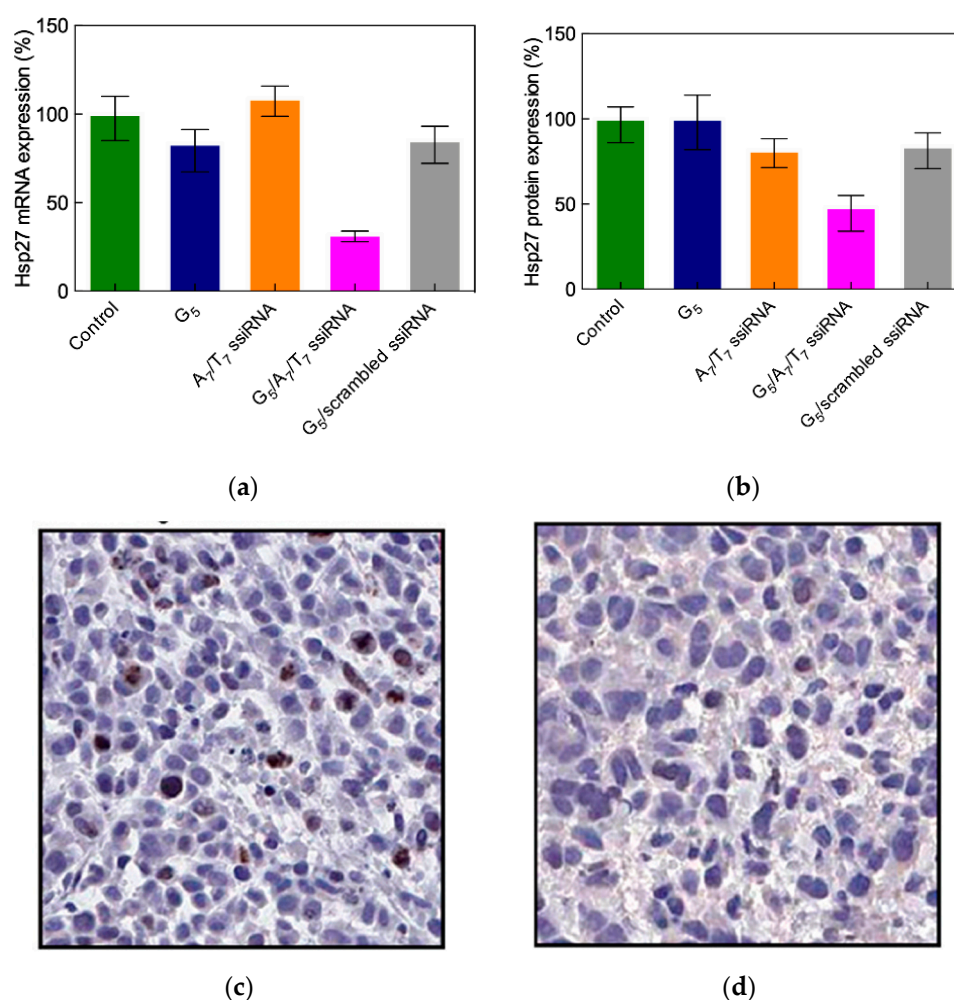 Hsp27 mRNA expression (%)
150
100
50
0
Control
G5
A7/T7 ssiRNA
G5/A7/T7 ssiRNA
G5/scrambled ssiRNA
(a)
Hsp27 protein expression (%)
150
100
50
0
Control
G5
A7/T7 ssiRNA
G5/A7/T7 ssiRNA
G5/scrambled ssiRNA
(b)
(c)
(d)